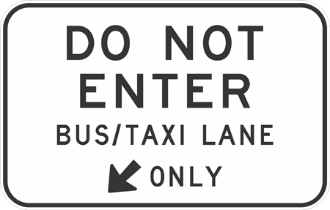 DO NOT
ENTER
BUS/TAXI LANE
ONLY